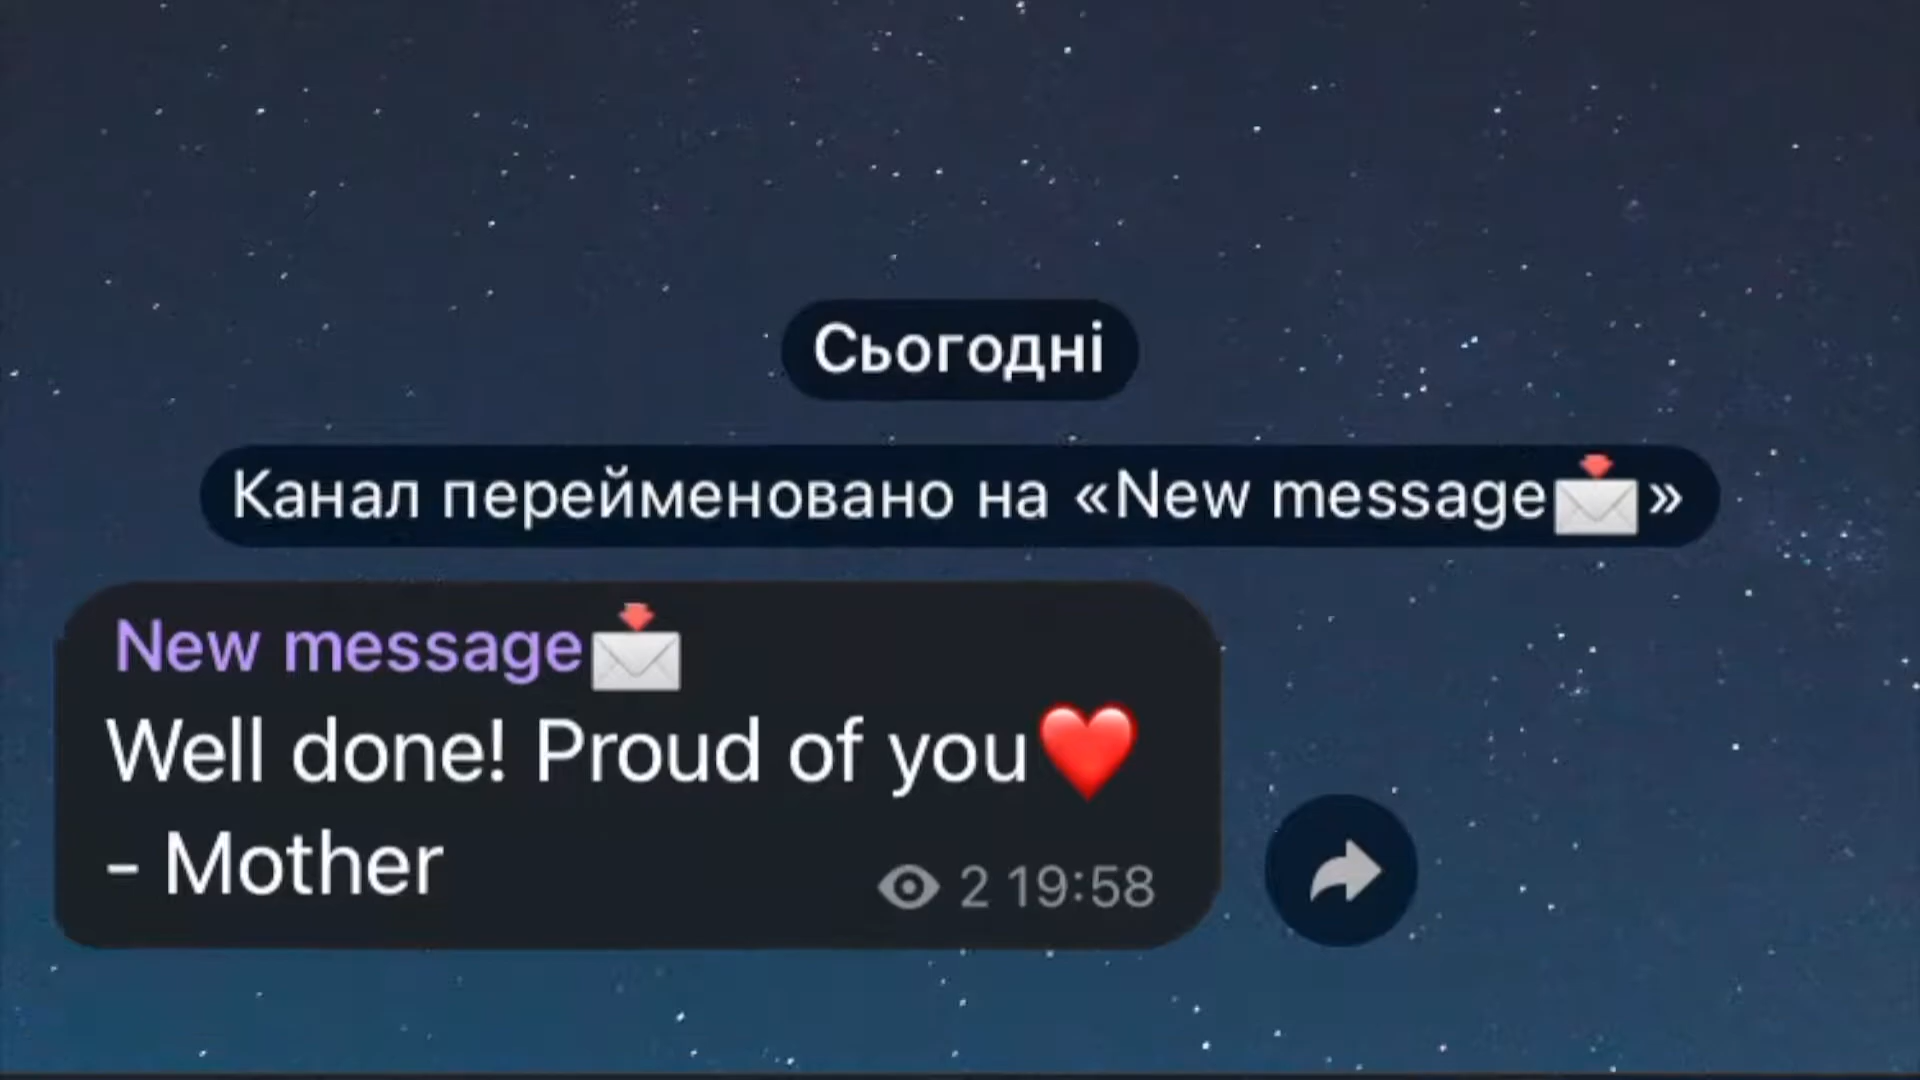 Сьогодні
Канал перейменовано на «New message📩»
New message📩
Well done! Proud of you❤️
- Mother
2 19:58